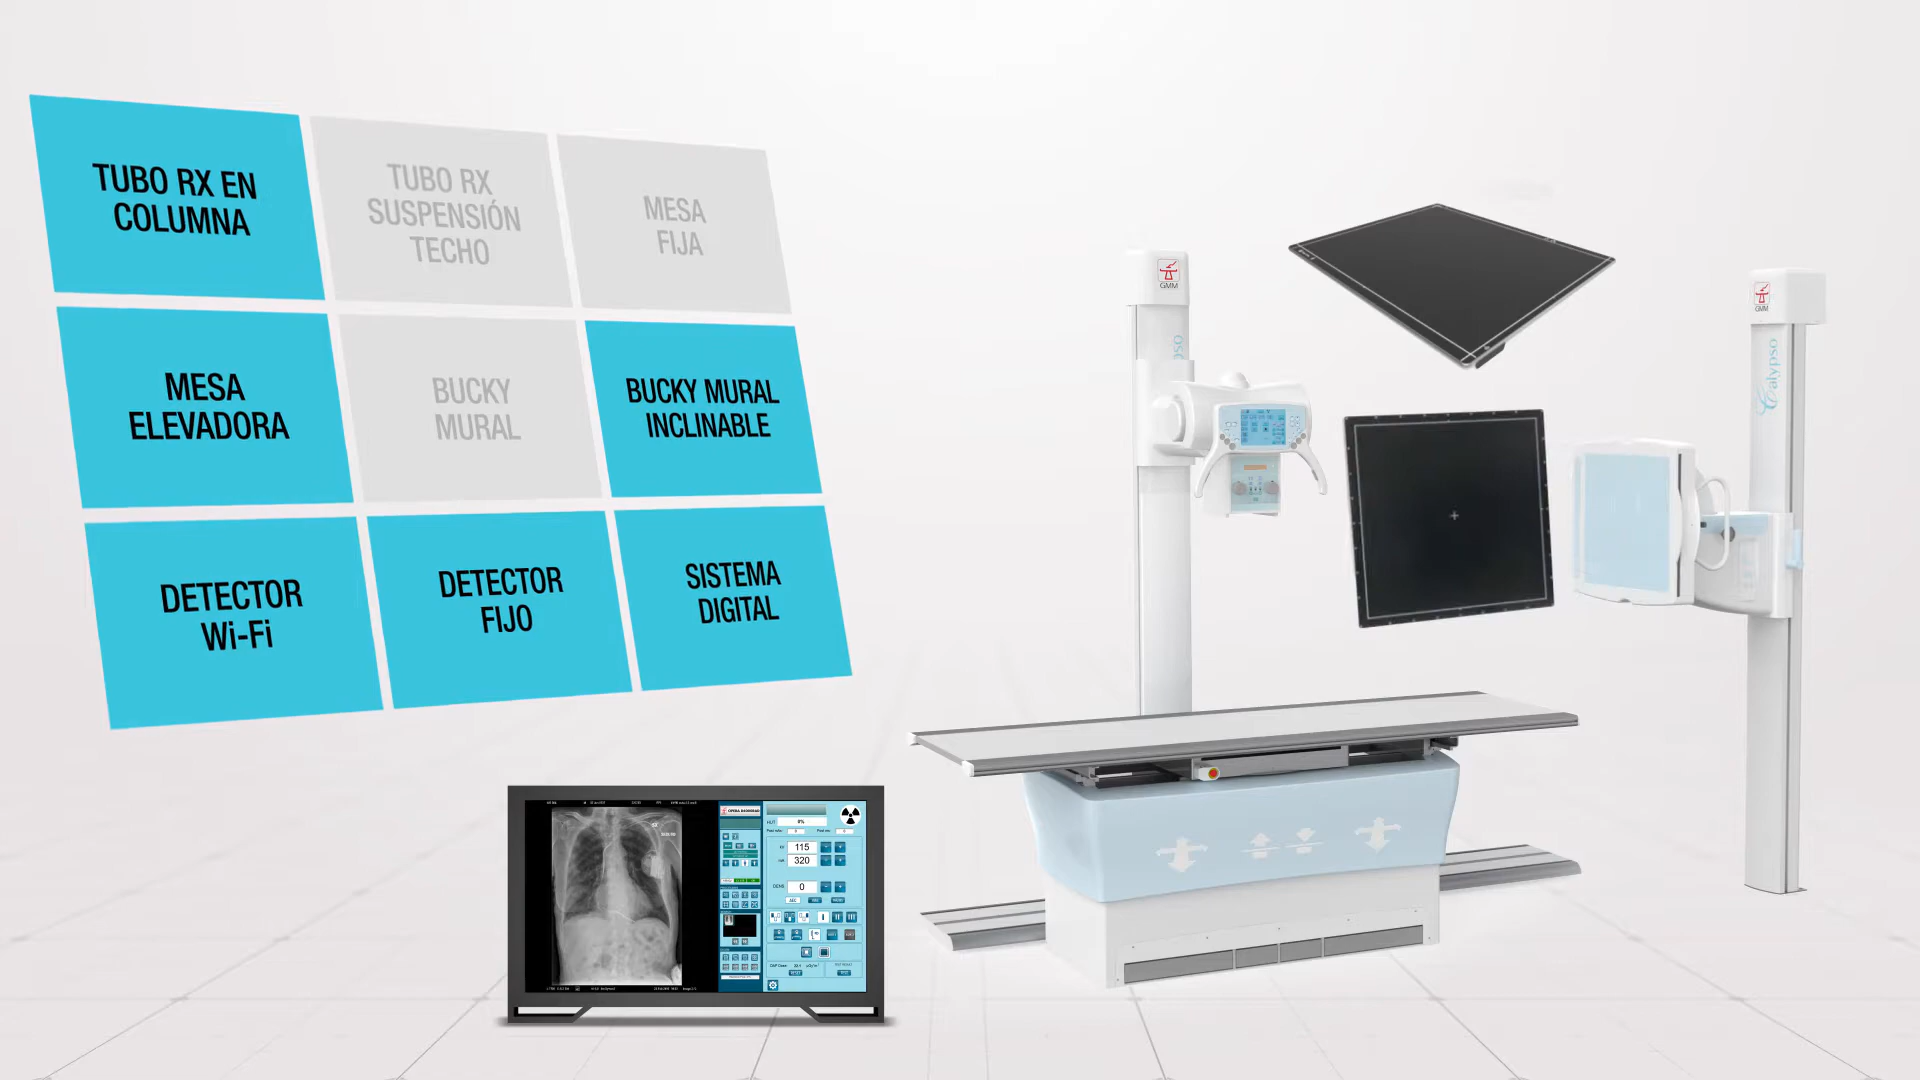 TUBO RX EN
COLUMNA
TUBO RX
SUSPENSIÓN
TECHO
MESA
FIJA
MESA
ELEVADORA
BUCKY
MURAL
BUCKY MURAL
INCLINABLE
DETECTOR
Wi-Fi
DETECTOR
FIJO
SISTEMA
DIGITAL
GMM
GMM
Calypso
115
320
0
0%